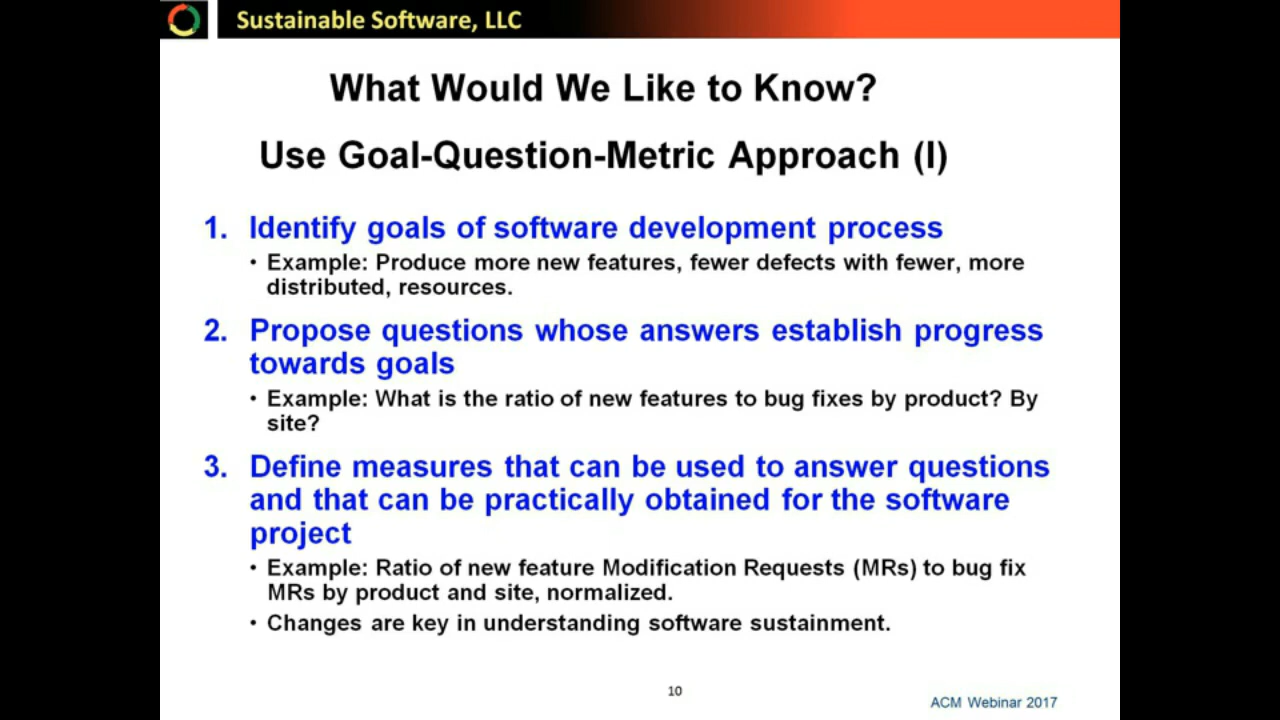 Sustainable Software, LLC
What Would We Like to Know?
Use Goal-Question-Metric Approach (I)
1. Identify goals of software development process
• Example: Produce more new features, fewer defects with fewer, more
distributed, resources.
2. Propose questions whose answers establish progress
towards goals
• Example: What is the ratio of new features to bug fixes by product? By
site?
3. Define measures that can be used to answer questions
and that can be practically obtained for the software
project
• Example: Ratio of new feature Modification Requests (MRs) to bug fix
MRs by product and site, normalized.
• Changes are key in understanding software sustainment.
10
ACM Webinar 2017